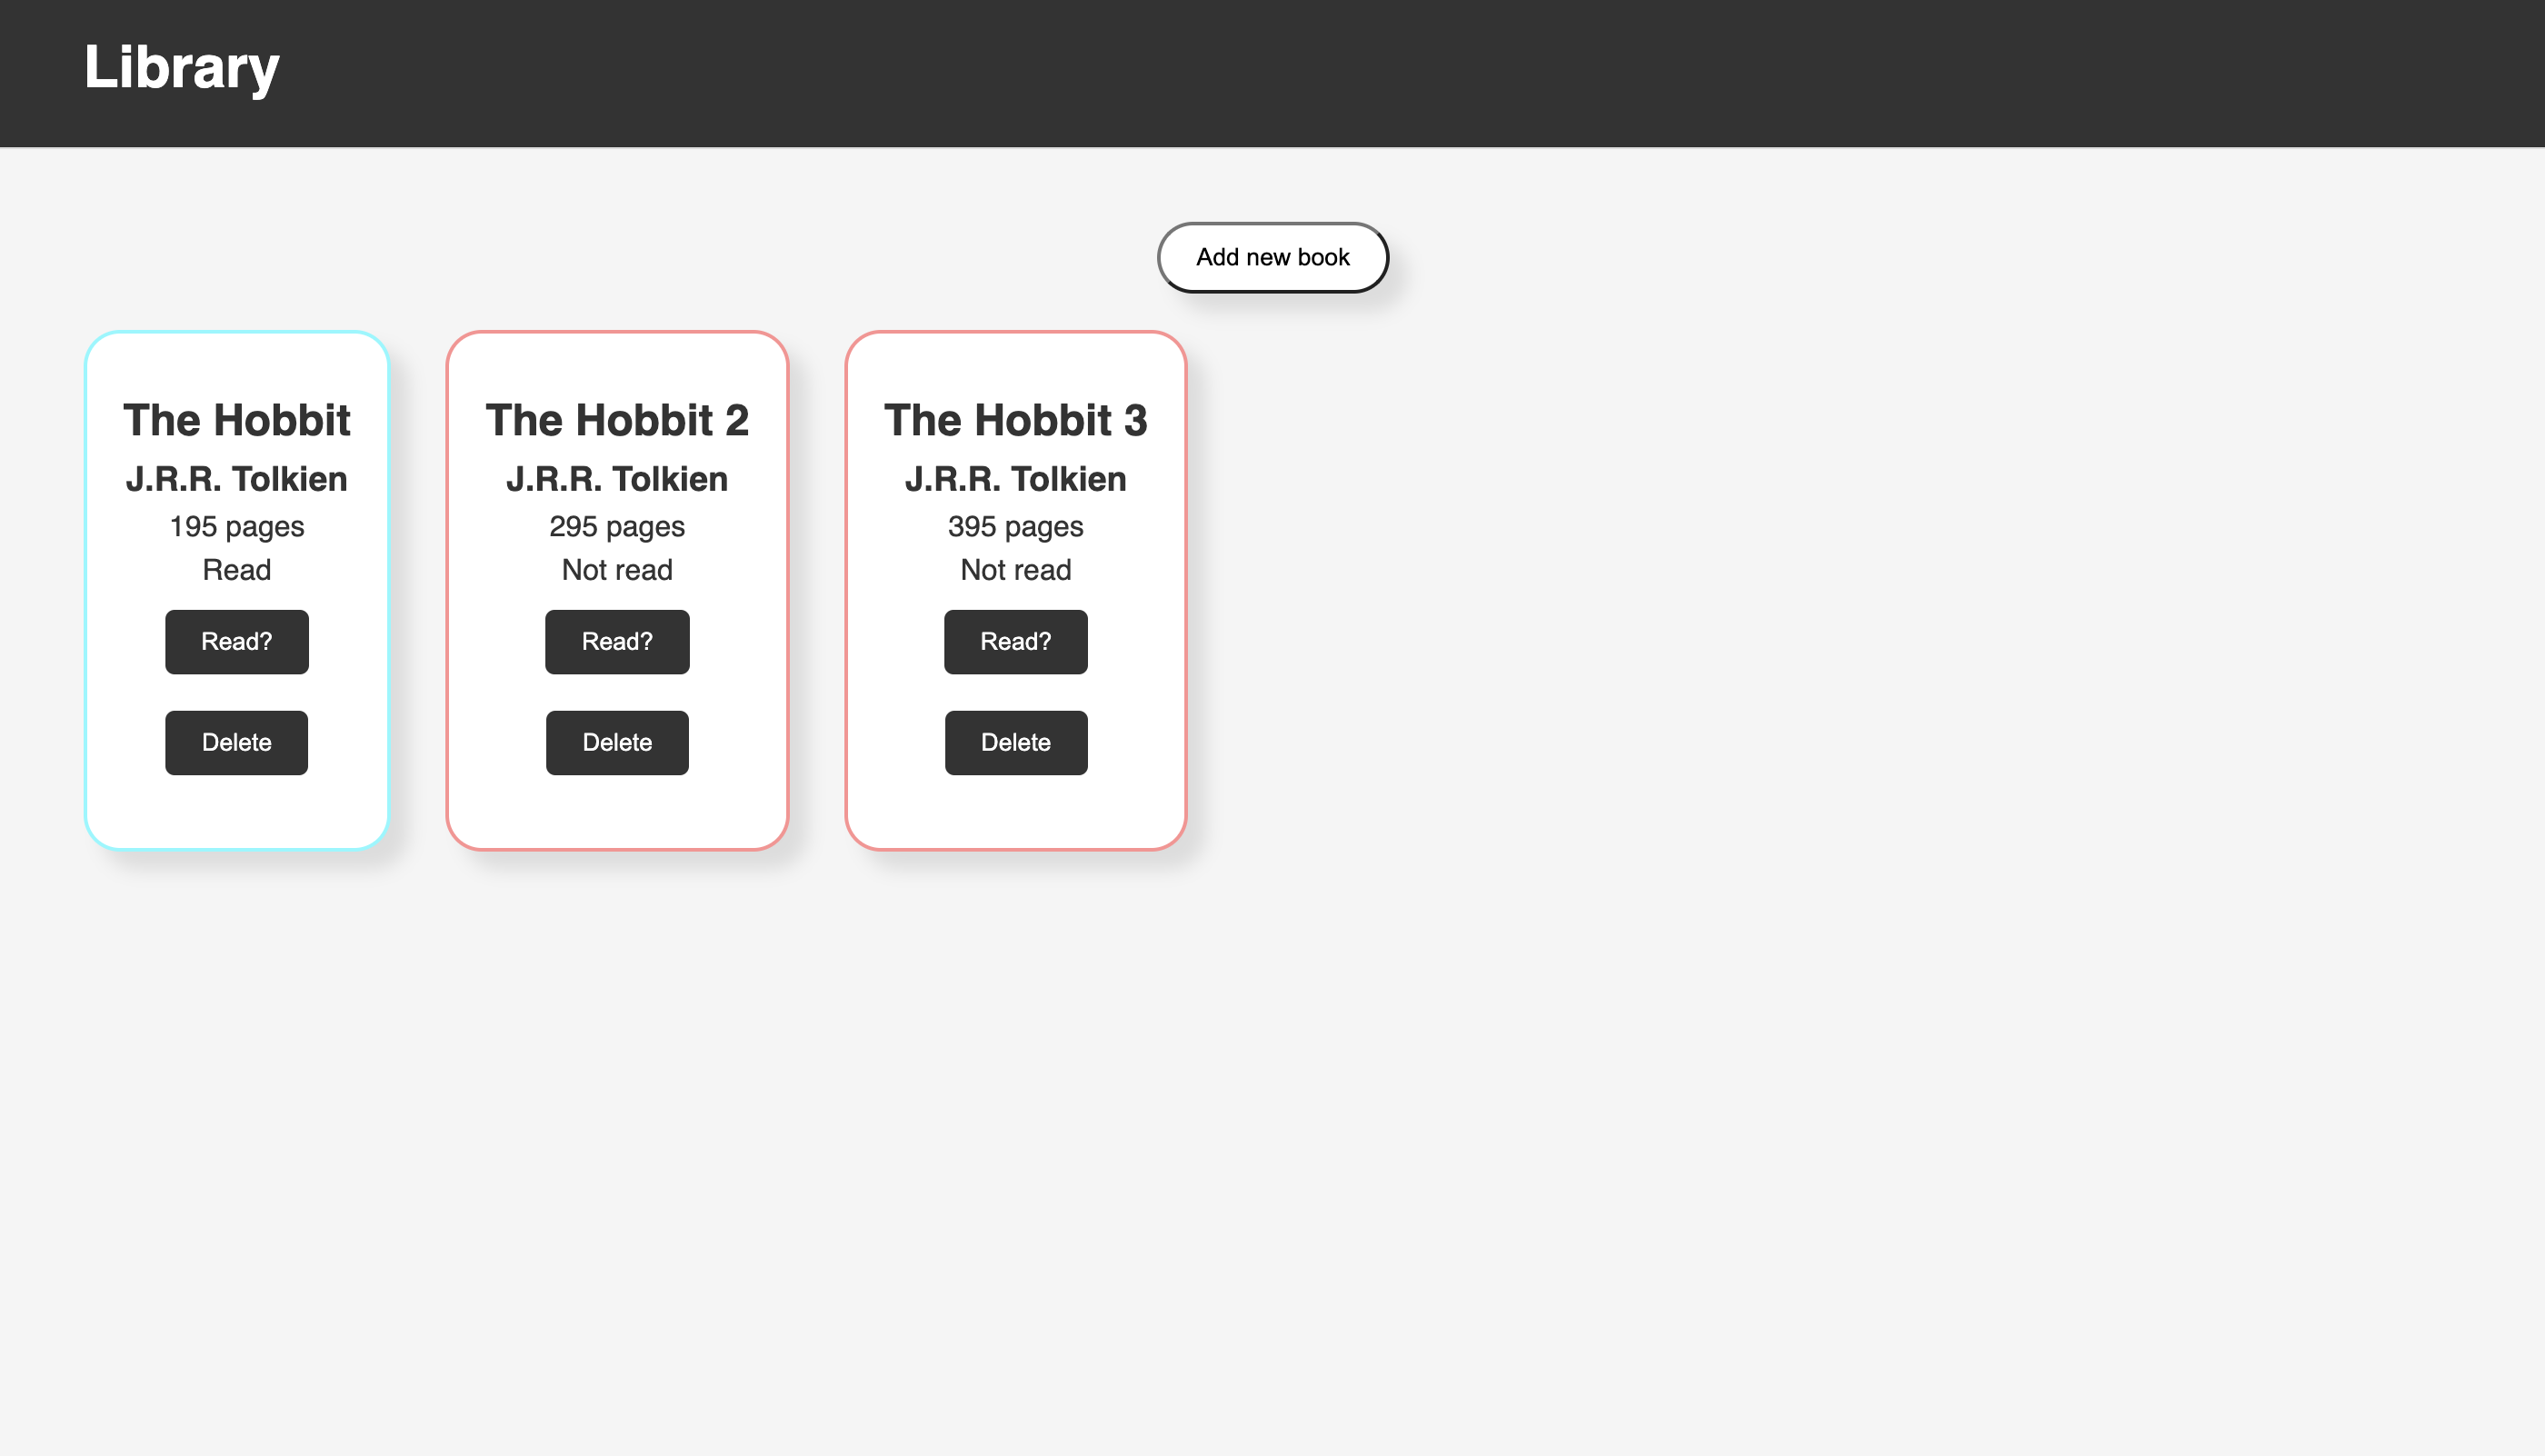 Library
Add new book
The Hobbit
J.R.R. Tolkien
195 pages
Read
Read?
Delete
The Hobbit 2
J.R.R. Tolkien
295 pages
Not read
Read?
Delete
The Hobbit 3
J.R.R. Tolkien
395 pages
Not read
Read?
Delete